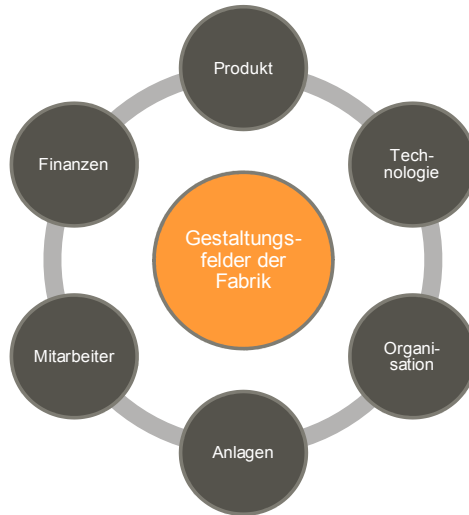 Produkt
Tech-
nologie
Organi-
sation
Anlagen
Mitarbeiter
Finanzen
Gestaltungs-
felder der
Fabrik